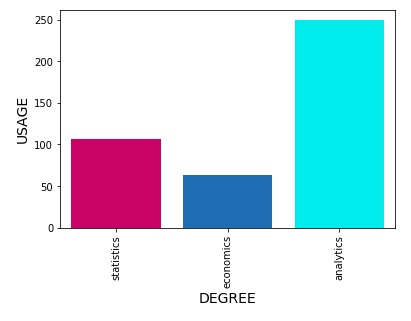 250
200
150
100
50
0
USAGE
statistics
economics
analytics
DEGREE